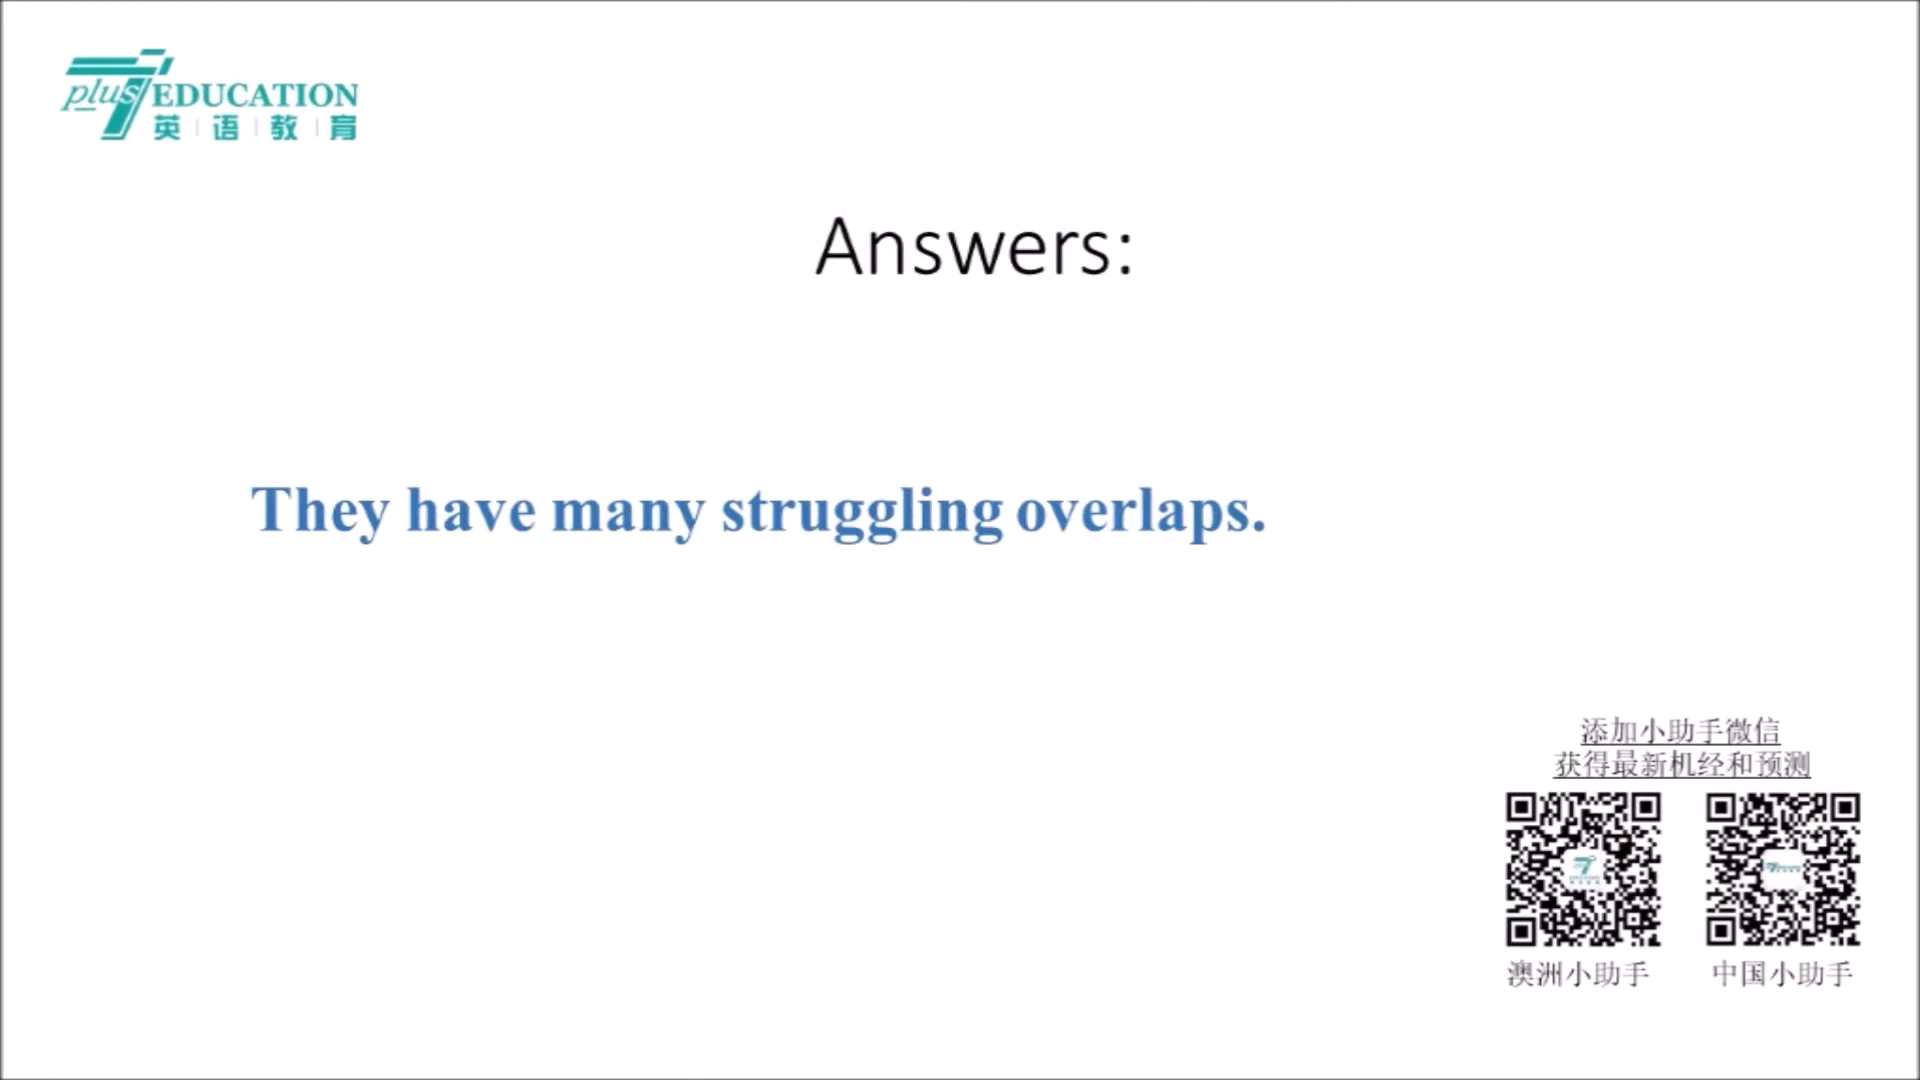 plus 7 EDUCATION
英语教育
Answers:
They have many struggling overlaps.
添加小助手微信
获得最新机经和预测
澳洲小助手
中国小助手